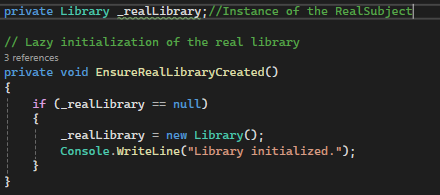 private Library _realLibrary;//Instance of the RealSubject
// Lazy initialization of the real library
3 references
private void EnsureRealLibraryCreated()
{
if (_realLibrary == null)
{
_realLibrary = new Library();
Console.WriteLine("Library initialized.");
}
}